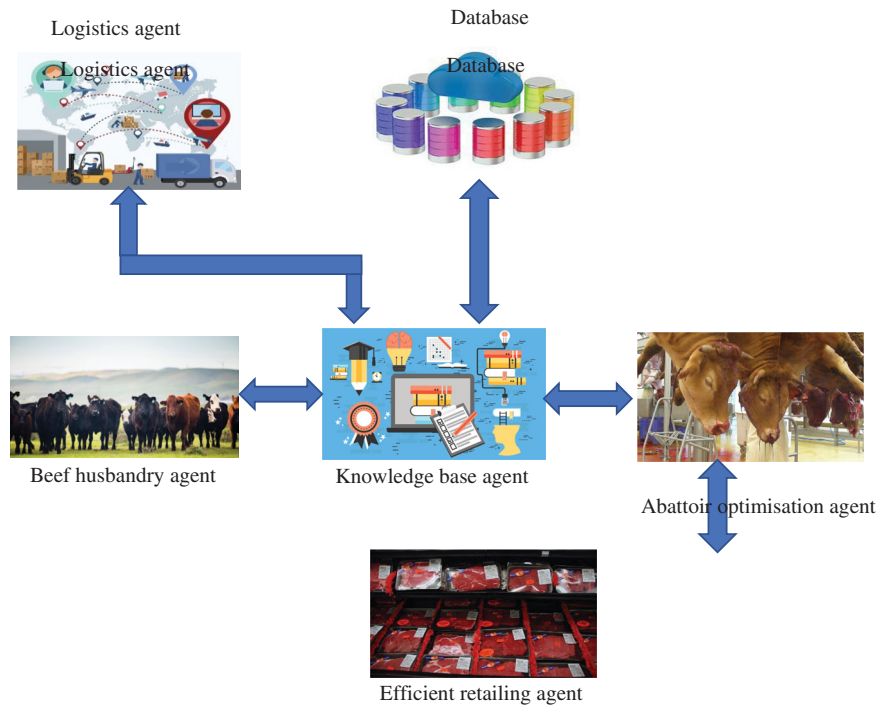 Logistics agent
Database
Logistics agent
Database
Beef husbandry agent
Knowledge base agent
Abattoir optimisation agent
Efficient retailing agent